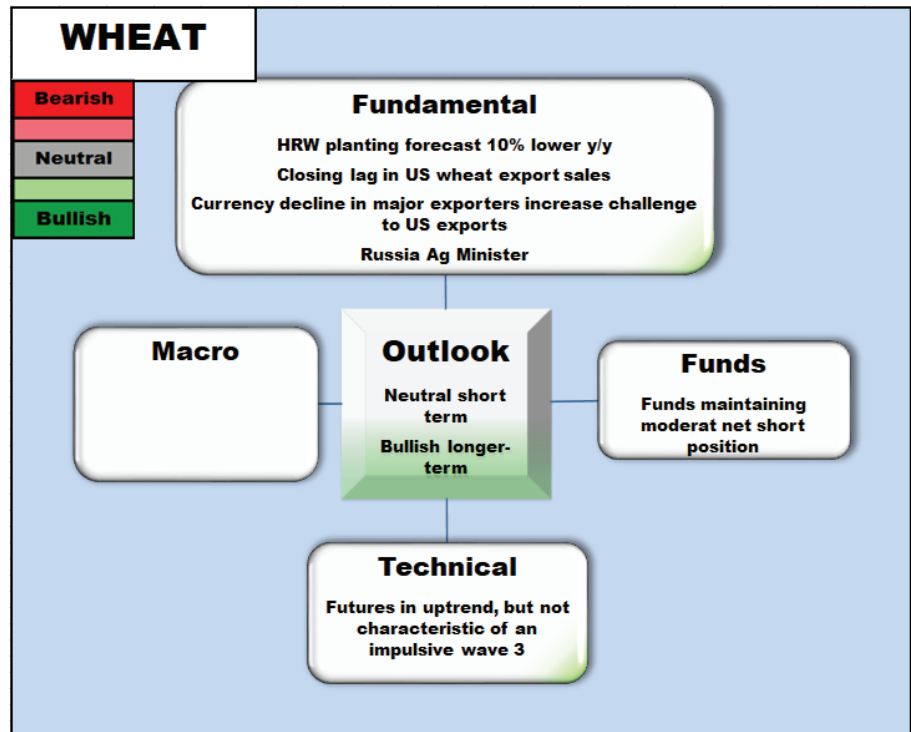 WHEAT
Bearish
Neutral
Bullish
Fundamental
HRW planting forecast 10% lower y/y
Closing lag in US wheat export sales
Currency decline in major exporters increase challenge
to US exports
Russia Ag Minister
Macro
Outlook
Neutral short
term
Bullish longer-
term
Funds
Funds maintaining
moderat net short
position
Technical
Futures in uptrend, but not
characteristic of an
impulsive wave 3